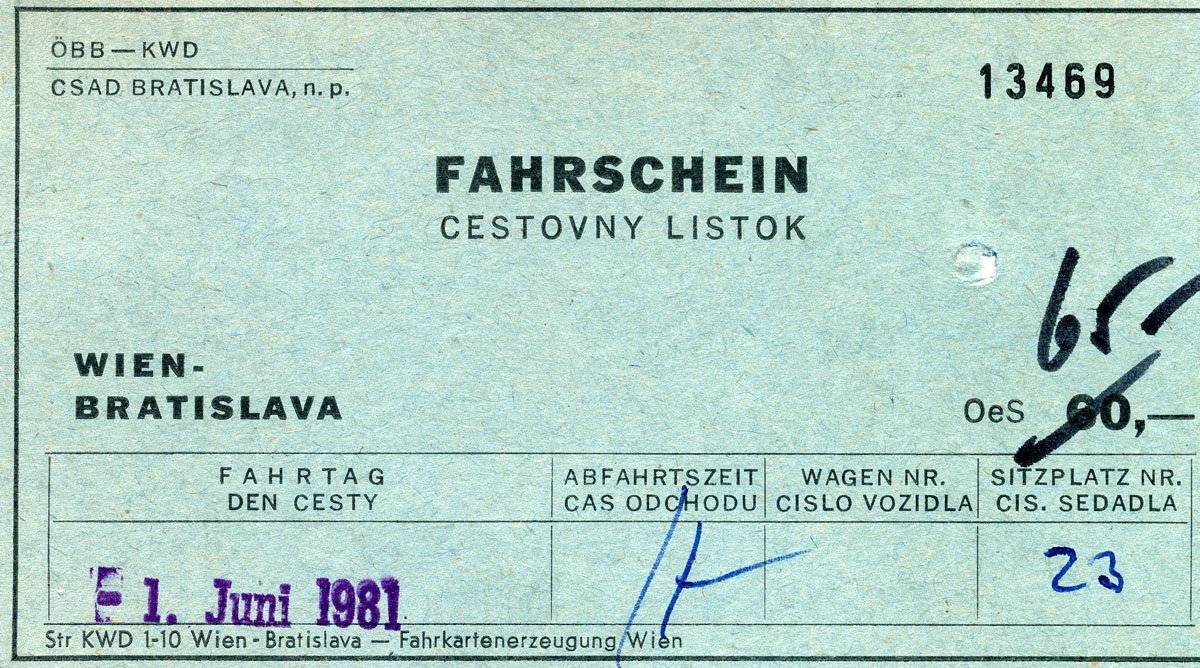 ÖBB — KWD
CSAD BRATISLAVA, n. p.
13469
FAHRSCHEIN
CESTOVNY LISTOK
65-
WIEN-
BRATISLAVA
OeS 60,—
FAHRTAG ABFAHRTSZEIT WAGEN NR. SITZPLATZ NR.
DEN CESTY CAS ODCHODU CISLO VOZIDLA CIS. SEDADLA
1. Juni 1981 23
Str KWD 1-10 Wien - Bratislava — Fahrkartenerzeugung Wien